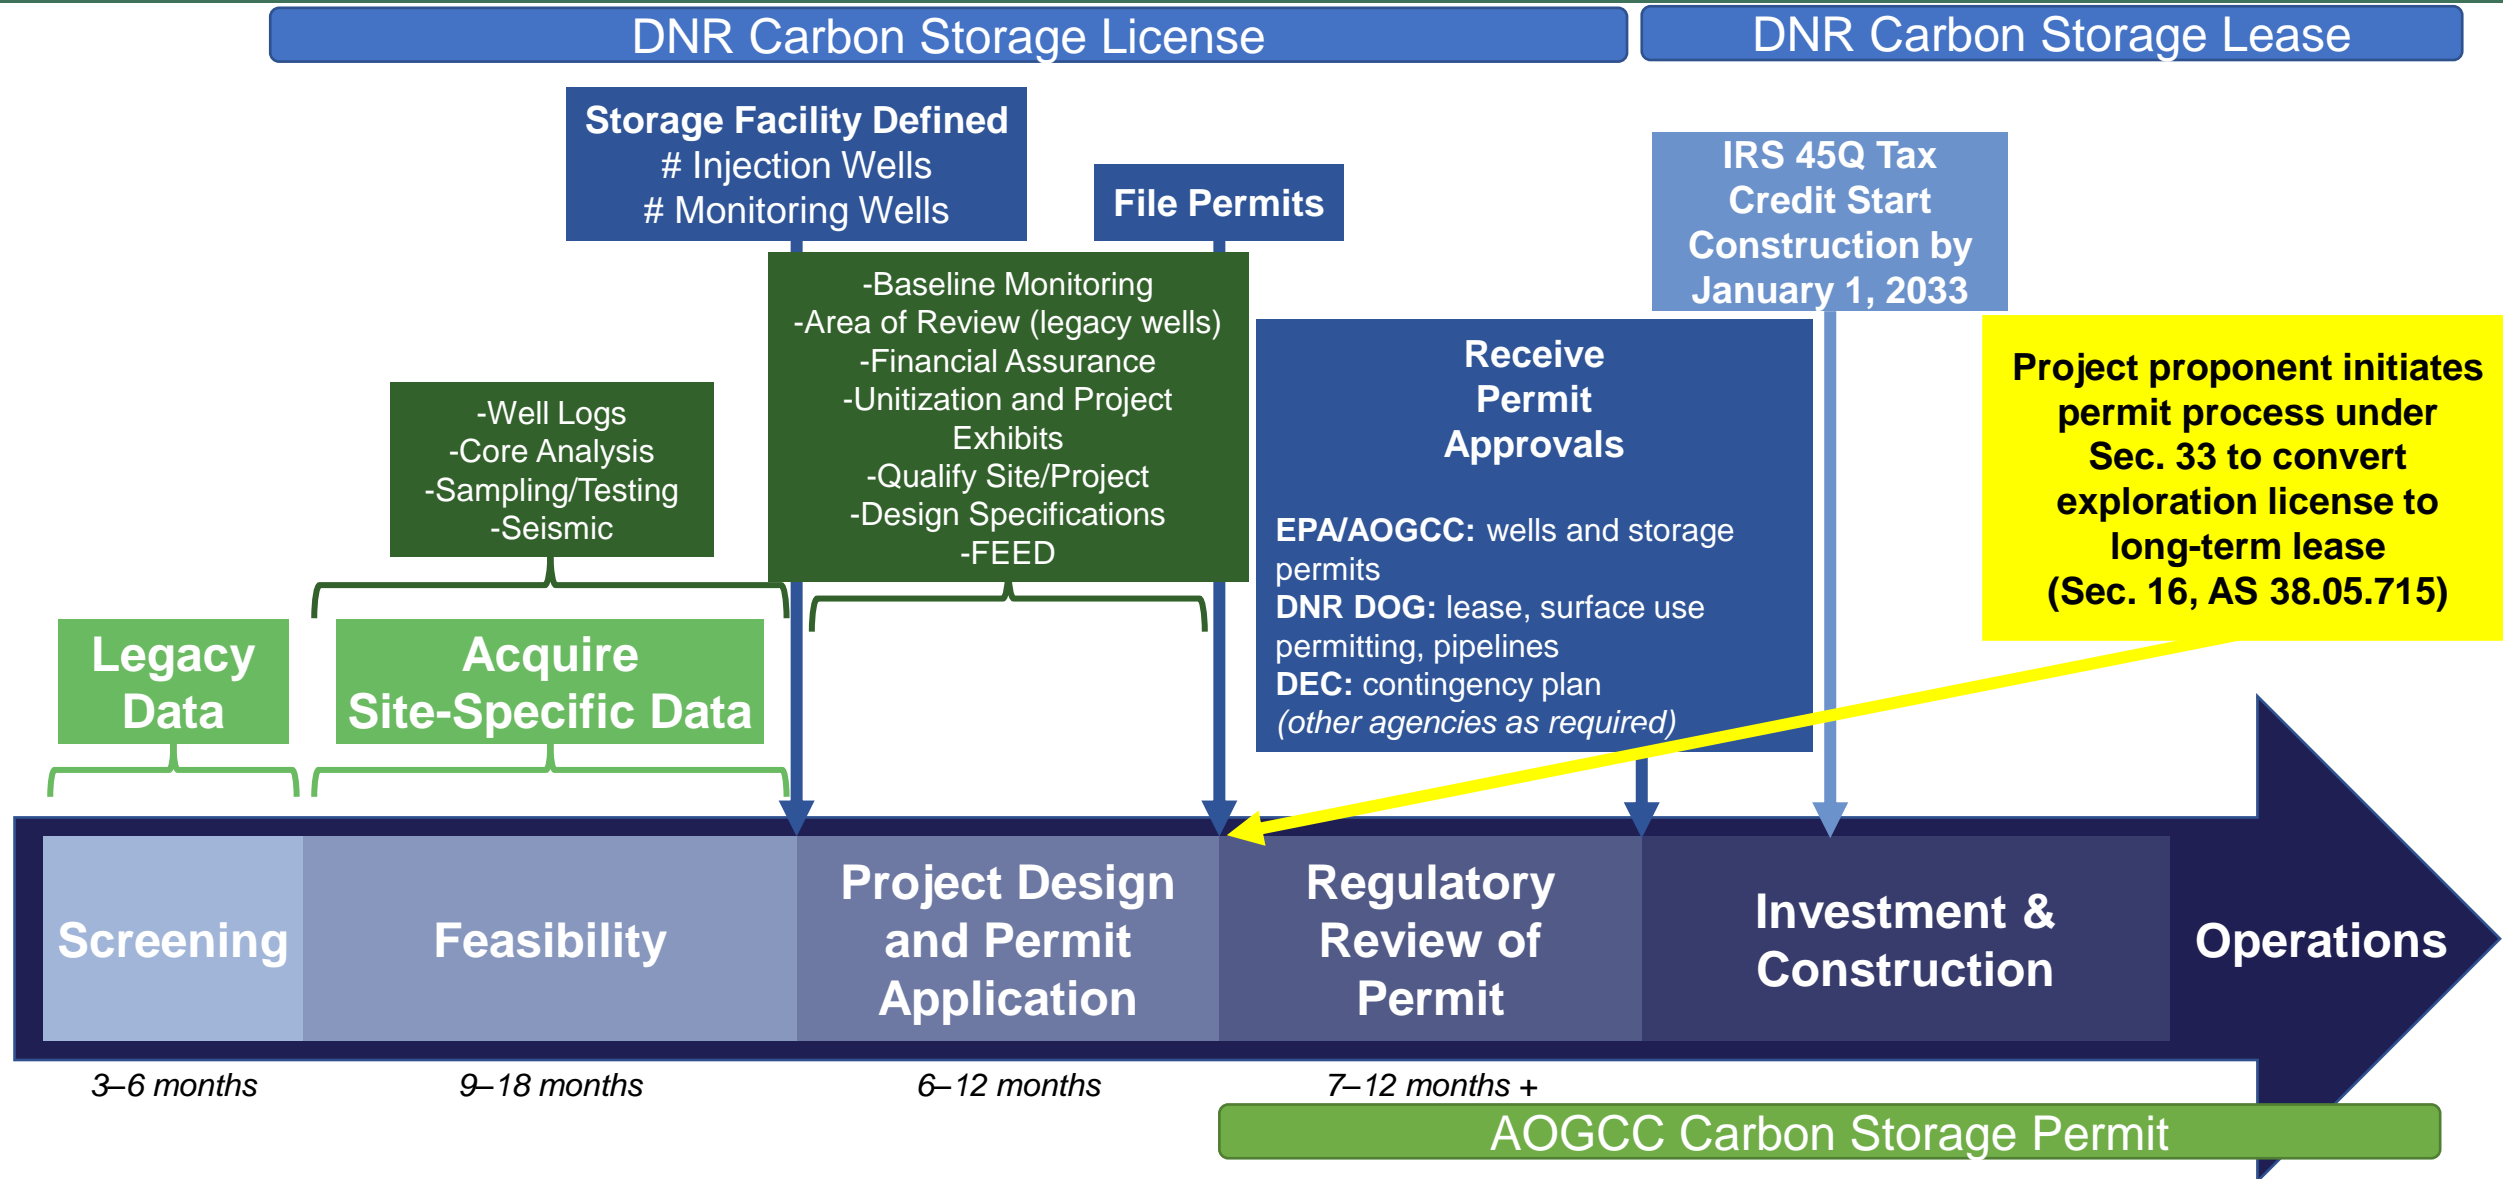 DNR Carbon Storage License
DNR Carbon Storage Lease
Storage Facility Defined
# Injection Wells
# Monitoring Wells
File Permits
IRS 45Q Tax
Credit Start
Construction by
January 1, 2033
-Baseline Monitoring
-Area of Review (legacy wells)
-Financial Assurance
-Unitization and Project
Exhibits
-Qualify Site/Project
-Design Specifications
-FEED
Receive
Permit
Approvals
EPA/AOGCC: wells and storage
permits
DNR DOG: lease, surface use
permitting, pipelines
DEC: contingency plan
(other agencies as required)
Project proponent initiates
permit process under
Sec. 33 to convert
exploration license to
long-term lease
(Sec. 16, AS 38.05.715)
-Well Logs
-Core Analysis
-Sampling/Testing
-Seismic
Legacy
Data
Acquire
Site-Specific Data
Screening
Feasibility
Project Design
and Permit
Application
Regulatory
Review of
Permit
Investment &
Construction
Operations
3–6 months
9–18 months
6–12 months
7–12 months +
AOGCC Carbon Storage Permit